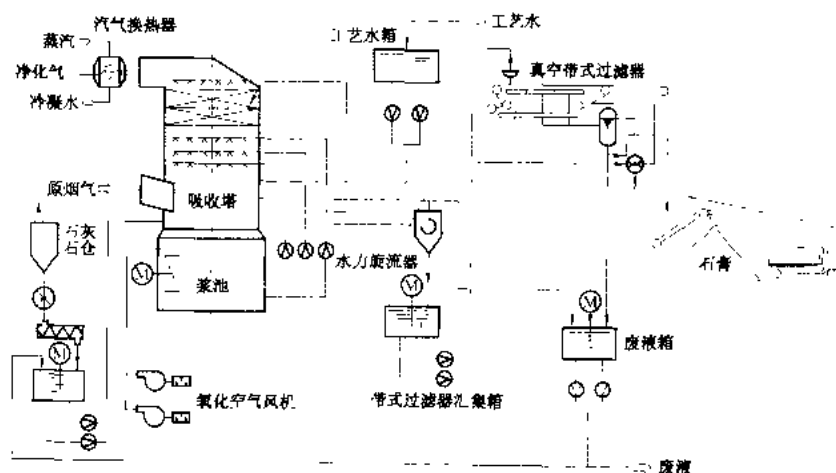 汽气换热器
蒸汽
净化气
冷凝水
工艺水箱
工艺水
真空带式过滤器
原烟气
吸收塔
石灰
石仓
M
浆池
水力旋流器
M
石膏
M
M
废液箱
氧化空气风机
带式过滤器汇集箱
废液